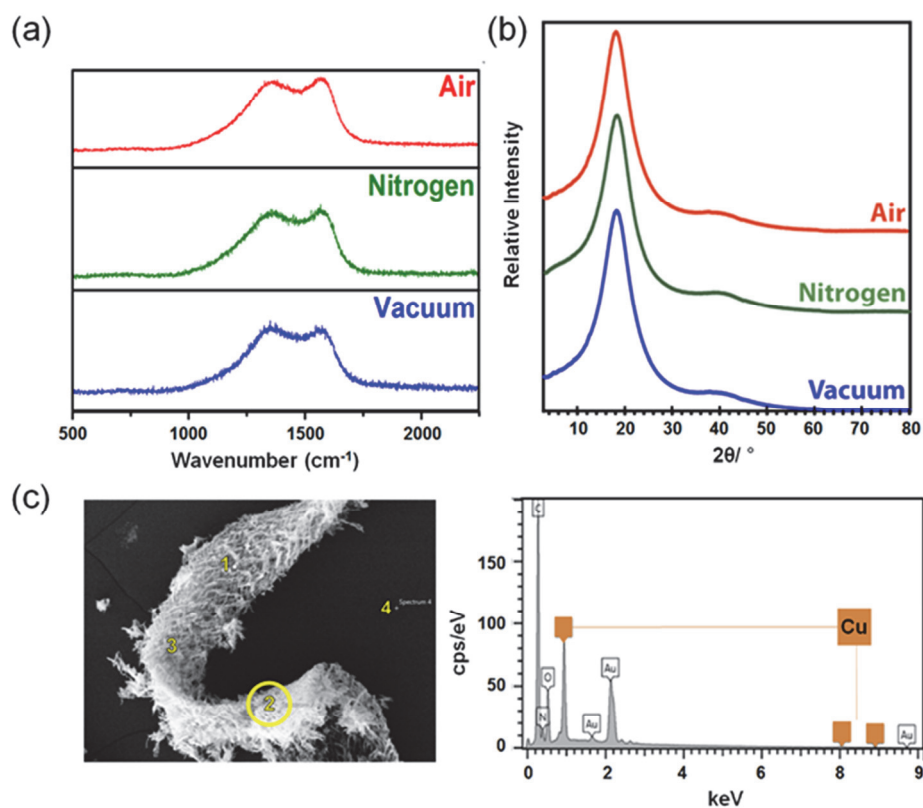 (a)
Air
Nitrogen
Vacuum
500 1000 1500 2000
Wavenumber (cm⁻¹)
(b)
Relative Intensity
Air
Nitrogen
Vacuum
10 20 30 40 50 60 70 80
2θ/ °
(c)
1
2
3
4
Spectrum 4
cps/eV
150
100
50
0
C
O
N
Au
Au
Cu
Au
0 2 4 6 8 9
keV